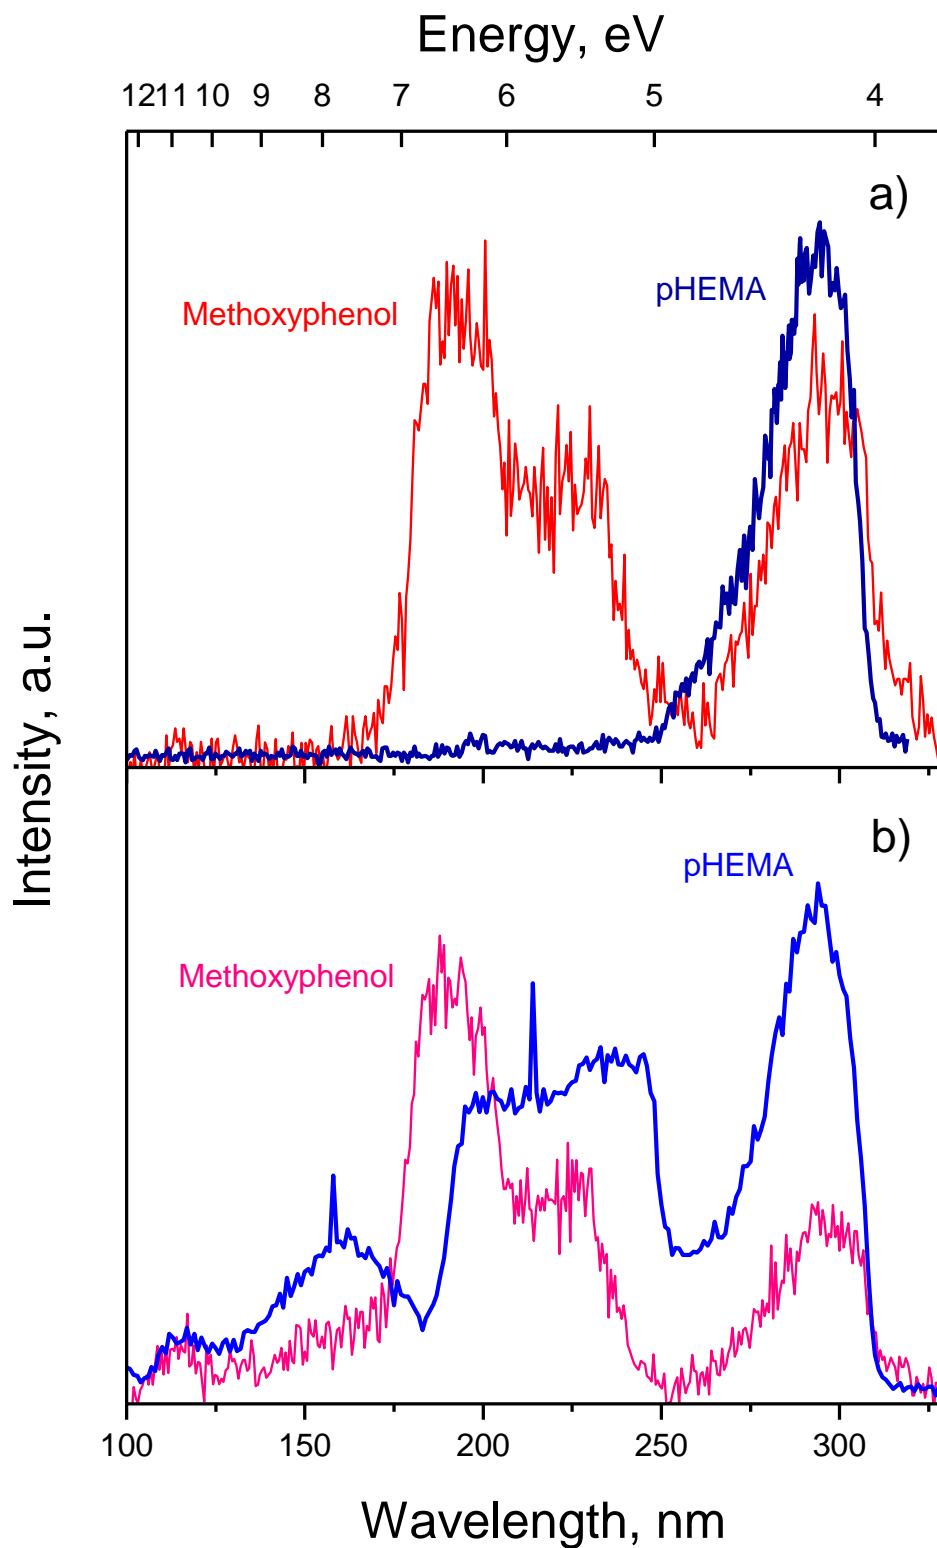 Energy, eV
12 11 10 9 8 7 6 5 4
a)
pHEMA
Methoxyphenol
Intensity, a.u.
b)
pHEMA
Methoxyphenol
100 150 200 250 300
Wavelength, nm